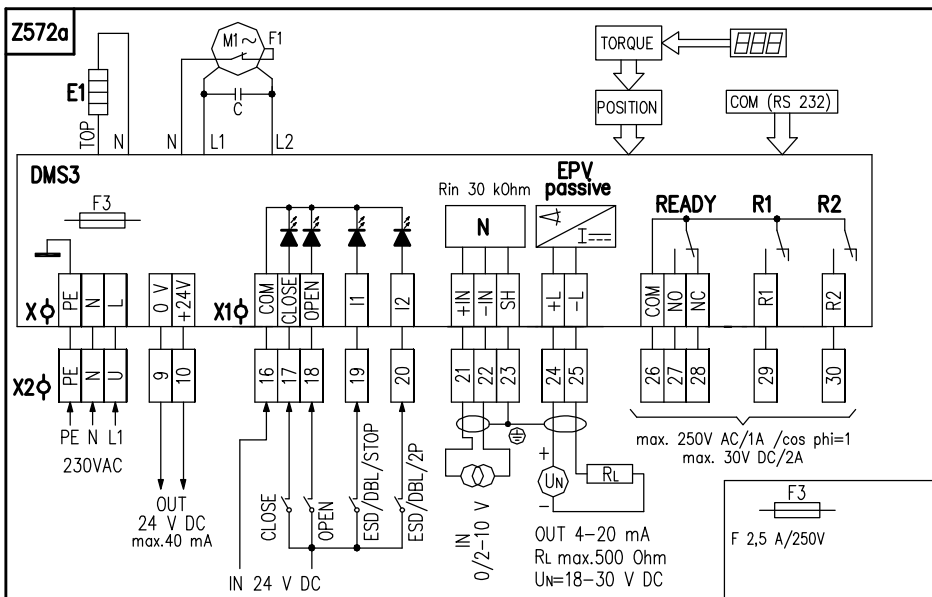 Z572a
M1~
F1
TORQUE
E1
C
POSITION
COM (RS 232)
TOP
N
N
L1
L2
DMS3
F3
Rin 30 kOhm
N
EPV
passive
READY
R1
R2
X
PE
N
L
0 V
+24V
X1
COM
CLOSE
OPEN
I1
I2
+IN
-IN
SH
+L
-L
COM
NO
NC
R1
R2
X2
PE
N
U
9
10
16
17
18
19
20
21
22
23
24
25
26
27
28
29
30
PE N L1
230VAC
OUT
24 V DC
max.40 mA
CLOSE
OPEN
ESD/DBL/STOP
ESD/DBL/2P
IN 24 V DC
IN
0/2-10 V
+
UN
-
RL
OUT 4-20 mA
RL max.500 Ohm
UN=18-30 V DC
max. 250V AC/1A /cos phi=1
max. 30V DC/2A
F3
F 2,5 A/250V